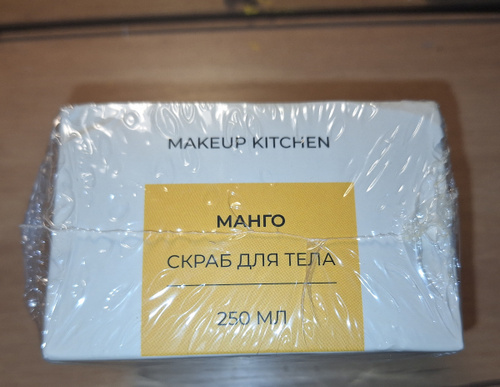 MAKEUP KITCHEN
МАНГО
СКРАБ ДЛЯ ТЕЛА
250 МЛ